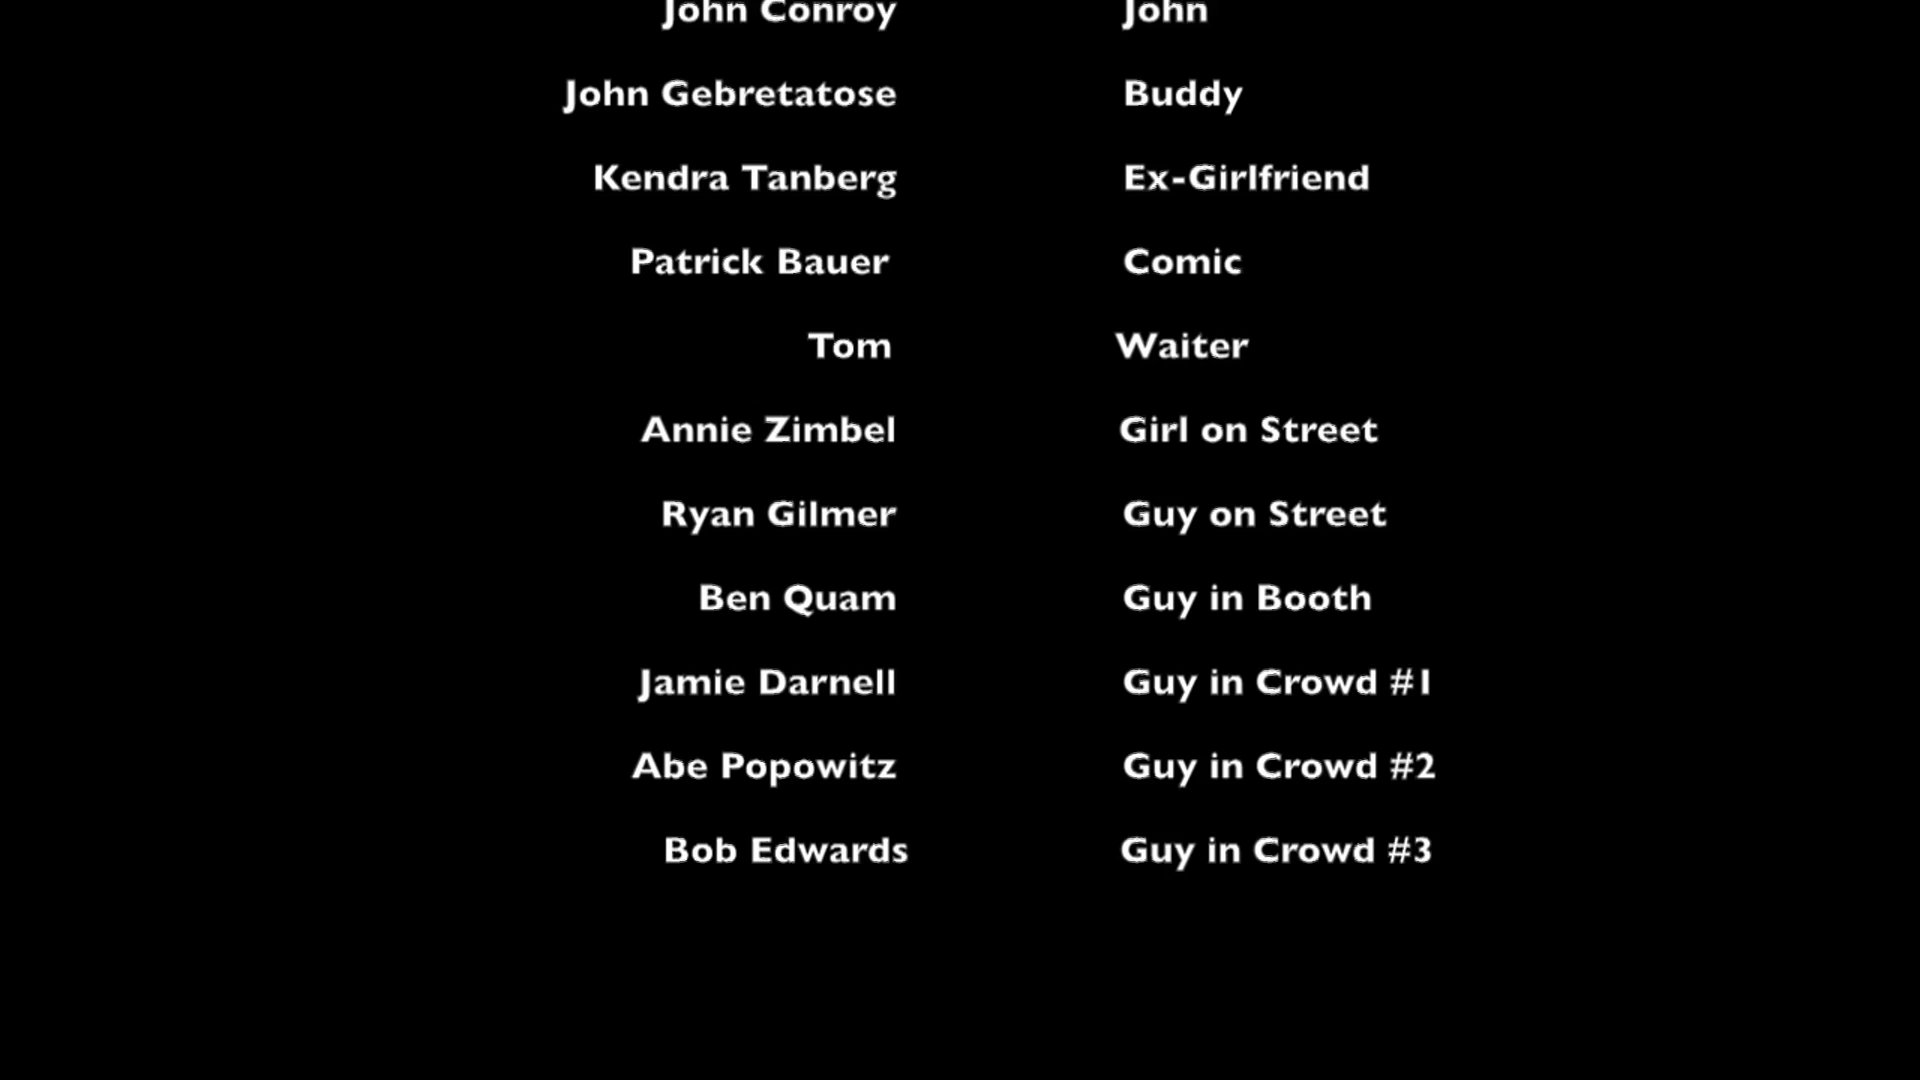 John Conroy John
John Gebretatose Buddy
Kendra Tanberg Ex-Girlfriend
Patrick Bauer Comic
Tom Waiter
Annie Zimbel Girl on Street
Ryan Gilmer Guy on Street
Ben Quam Guy in Booth
Jamie Darnell Guy in Crowd #1
Abe Popowitz Guy in Crowd #2
Bob Edwards Guy in Crowd #3